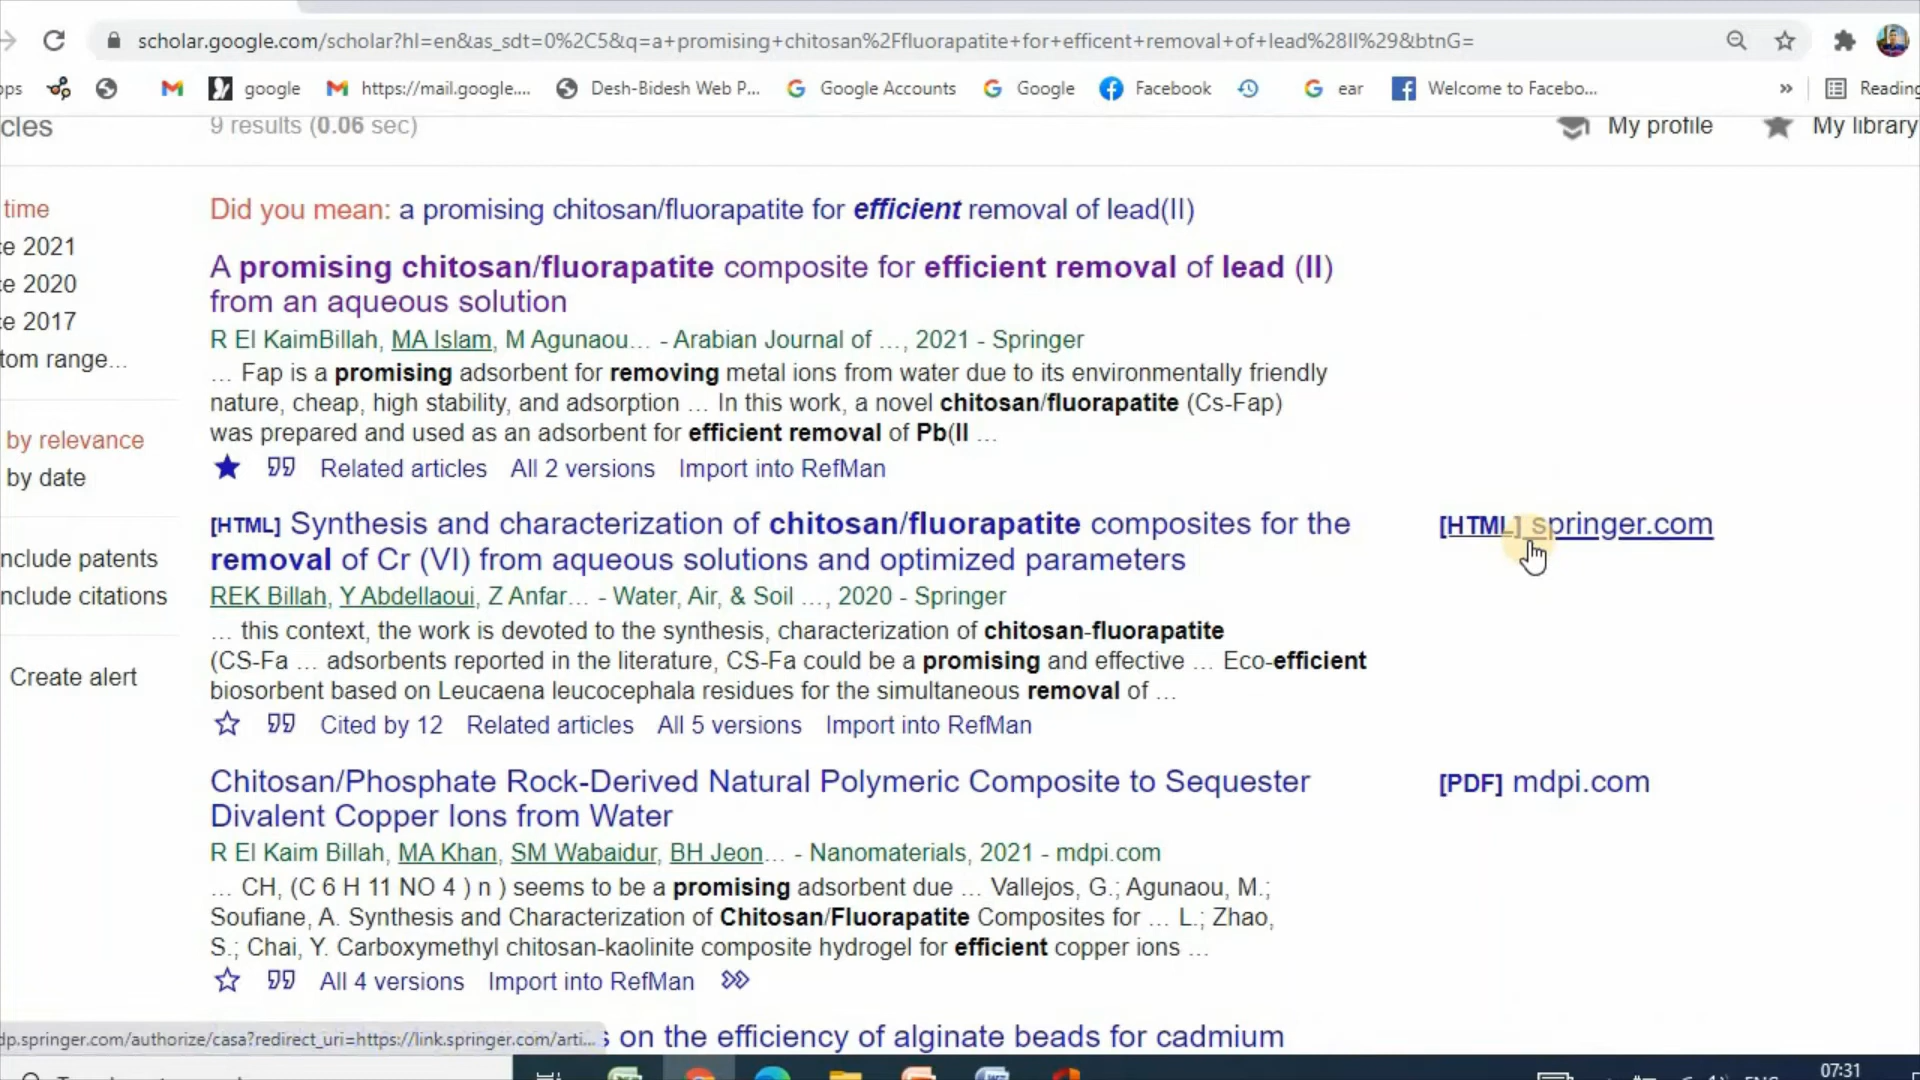 scholar.google.com/scholar?hl=en&as_sdt=0%2C5&q=a+promising+chitosan%2Ffluorapatite+for+efficent+removal+of+lead%28II%29&btnG=
ops google https://mail.google.... Desh-Bidesh Web P... Google Accounts Google Facebook ear Welcome to Facebo... » Reading
cles 9 results (0.06 sec) My profile My library
time
ce 2021
ce 2020
ce 2017
tom range...
by relevance
by date
nclude patents
nclude citations
Create alert
Did you mean: a promising chitosan/fluorapatite for efficient removal of lead(II)
A promising chitosan/fluorapatite composite for efficient removal of lead (II)
from an aqueous solution
R El KaimBillah, MA Islam, M Agunaou… - Arabian Journal of …, 2021 - Springer
… Fap is a promising adsorbent for removing metal ions from water due to its environmentally friendly
nature, cheap, high stability, and adsorption … In this work, a novel chitosan/fluorapatite (Cs-Fap)
was prepared and used as an adsorbent for efficient removal of Pb(II …
Related articles All 2 versions Import into RefMan
[HTML] Synthesis and characterization of chitosan/fluorapatite composites for the
removal of Cr (VI) from aqueous solutions and optimized parameters
[HTML] springer.com
REK Billah, Y Abdellaoui, Z Anfar… - Water, Air, & Soil …, 2020 - Springer
… this context, the work is devoted to the synthesis, characterization of chitosan-fluorapatite
(CS-Fa … adsorbents reported in the literature, CS-Fa could be a promising and effective … Eco-efficient
biosorbent based on Leucaena leucocephala residues for the simultaneous removal of …
Cited by 12 Related articles All 5 versions Import into RefMan
Chitosan/Phosphate Rock-Derived Natural Polymeric Composite to Sequester
Divalent Copper Ions from Water
[PDF] mdpi.com
R El Kaim Billah, MA Khan, SM Wabaidur, BH Jeon… - Nanomaterials, 2021 - mdpi.com
… CH, (C 6 H 11 NO 4 ) n ) seems to be a promising adsorbent due … Vallejos, G.; Agunaou, M.;
Soufiane, A. Synthesis and Characterization of Chitosan/Fluorapatite Composites for … L.; Zhao,
S.; Chai, Y. Carboxymethyl chitosan-kaolinite composite hydrogel for efficient copper ions …
All 4 versions Import into RefMan
s on the efficiency of alginate beads for cadmium
dp.springer.com/authorize/casa?redirect_uri=https://link.springer.com/arti...
07:31